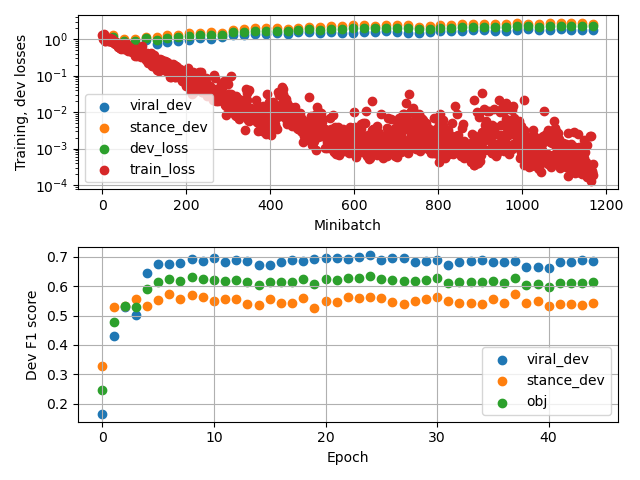 Training, dev losses
10⁰
10⁻¹
10⁻²
10⁻³
10⁻⁴
viral_dev
stance_dev
dev_loss
train_loss
0 200 400 600 800 1000 1200
Minibatch
Dev F1 score
0.7
0.6
0.5
0.4
0.3
0.2
viral_dev
stance_dev
obj
0 10 20 30 40
Epoch